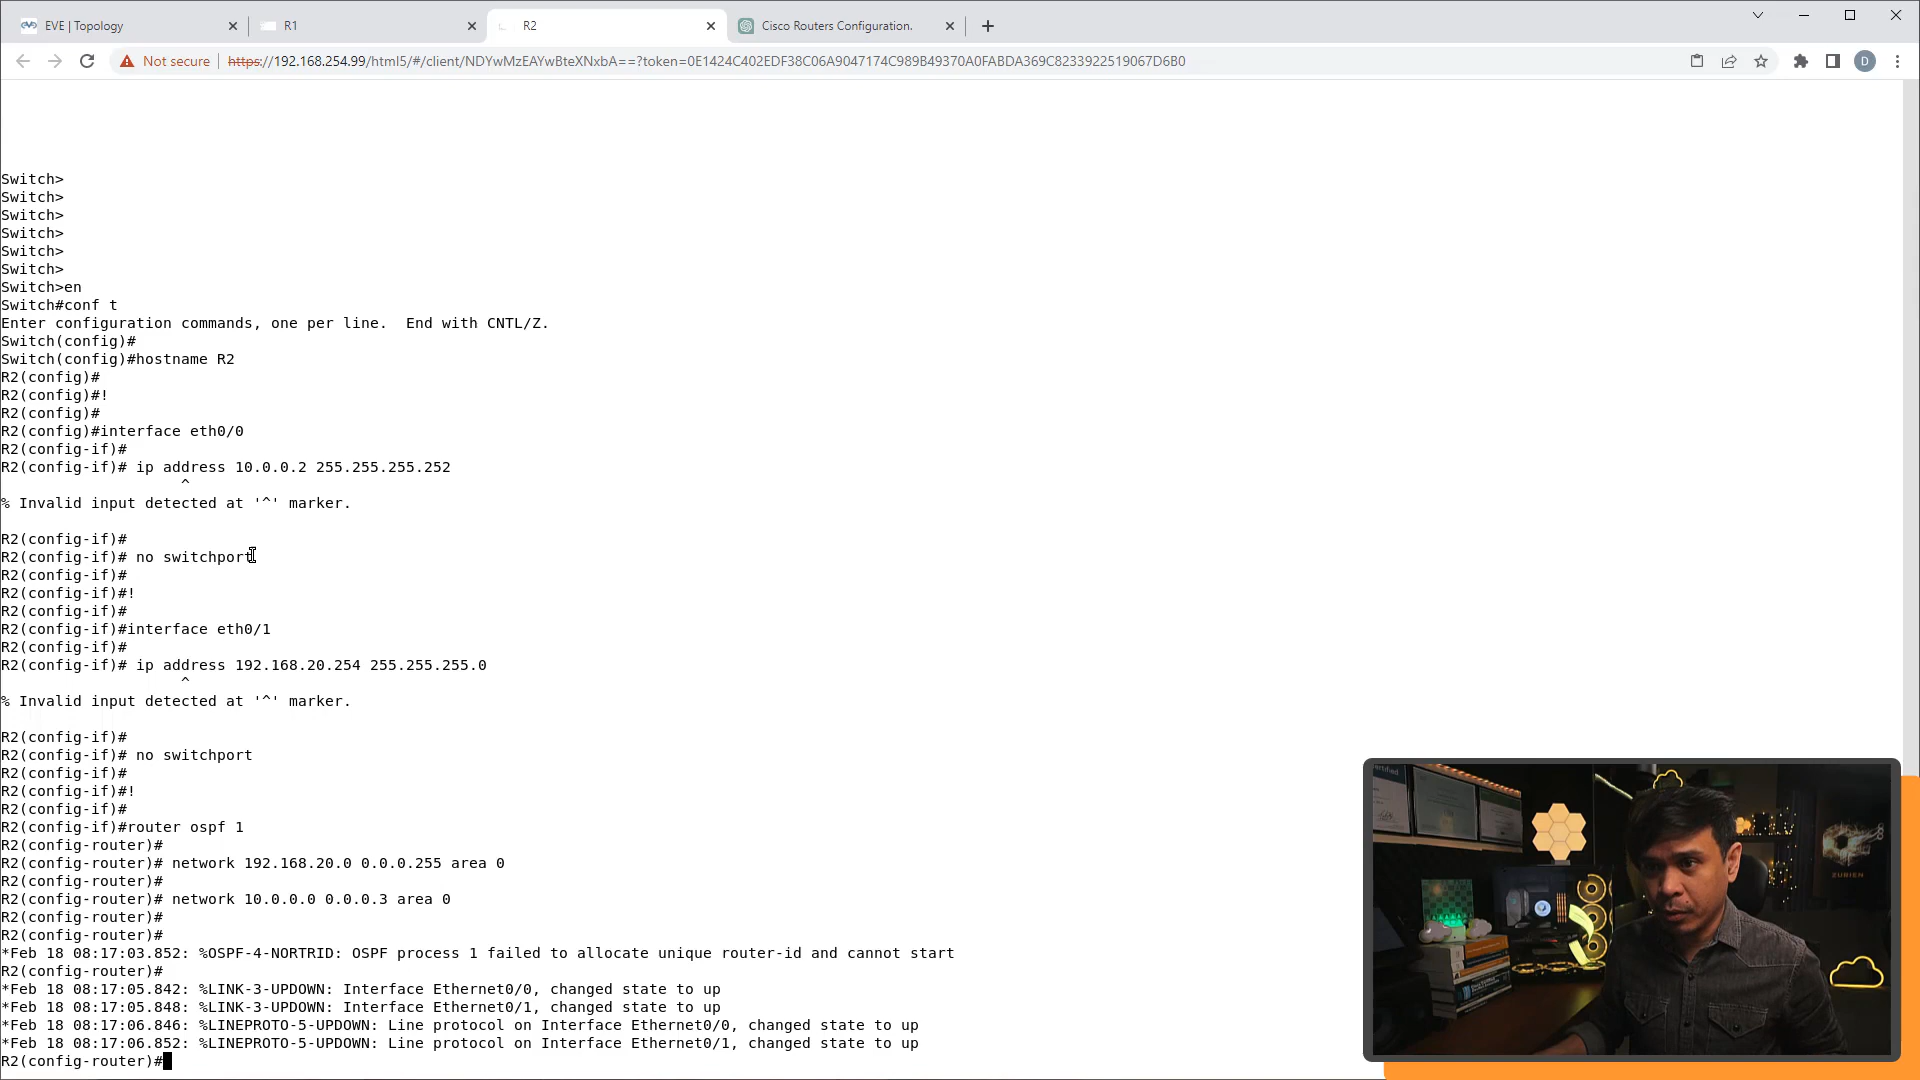 EVE | Topology
R1
R2
Cisco Routers Configuration.
Not secure
https://192.168.254.99/html5/#/client/NDYwMzEAYwBteXNxbA==?token=0E1424C402EDF38C06A9047174C989B49370A0FABDA369C8233922519067D6B0
D
Switch>
Switch>
Switch>
Switch>
Switch>
Switch>
Switch>en
Switch#conf t
Enter configuration commands, one per line.  End with CNTL/Z.
Switch(config)#
Switch(config)#hostname R2
R2(config)#
R2(config)#!
R2(config)#
R2(config)#interface eth0/0
R2(config-if)#
R2(config-if)# ip address 10.0.0.2 255.255.255.252
^
% Invalid input detected at '^' marker.
R2(config-if)#
R2(config-if)# no switchport
R2(config-if)#
R2(config-if)#!
R2(config-if)#
R2(config-if)#interface eth0/1
R2(config-if)#
R2(config-if)# ip address 192.168.20.254 255.255.255.0
^
% Invalid input detected at '^' marker.
R2(config-if)#
R2(config-if)# no switchport
R2(config-if)#
R2(config-if)#!
R2(config-if)#
R2(config-if)#router ospf 1
R2(config-router)#
R2(config-router)# network 192.168.20.0 0.0.0.255 area 0
R2(config-router)#
R2(config-router)# network 10.0.0.0 0.0.0.3 area 0
R2(config-router)#
R2(config-router)#
*Feb 18 08:17:03.852: %OSPF-4-NORTRID: OSPF process 1 failed to allocate unique router-id and cannot start
R2(config-router)#
*Feb 18 08:17:05.842: %LINK-3-UPDOWN: Interface Ethernet0/0, changed state to up
*Feb 18 08:17:05.848: %LINK-3-UPDOWN: Interface Ethernet0/1, changed state to up
*Feb 18 08:17:06.846: %LINEPROTO-5-UPDOWN: Line protocol on Interface Ethernet0/0, changed state to up
*Feb 18 08:17:06.852: %LINEPROTO-5-UPDOWN: Line protocol on Interface Ethernet0/1, changed state to up
R2(config-router)#